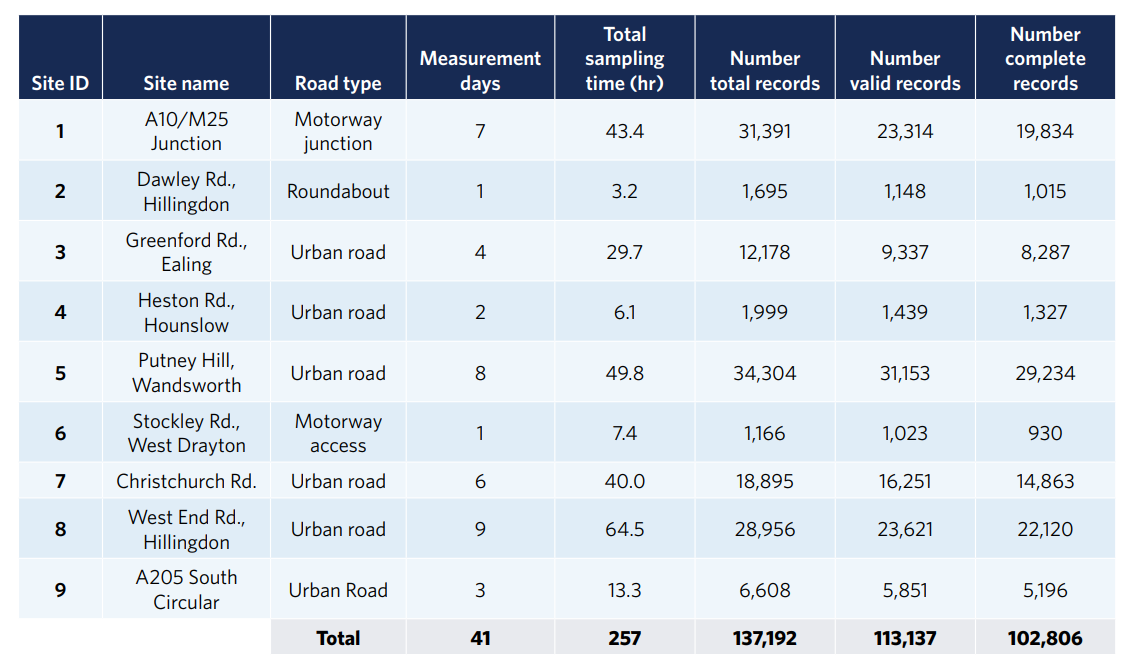 Site ID Site name Road type Measurement days Total sampling time (hr) Number total records Number valid records Number complete records
1 A10/M25 Junction Motorway junction 7 43.4 31,391 23,314 19,834
2 Dawley Rd., Hillingdon Roundabout 1 3.2 1,695 1,148 1,015
3 Greenford Rd., Ealing Urban road 4 29.7 12,178 9,337 8,287
4 Heston Rd., Hounslow Urban road 2 6.1 1,999 1,439 1,327
5 Putney Hill, Wandsworth Urban road 8 49.8 34,304 31,153 29,234
6 Stockley Rd., West Drayton Motorway access 1 7.4 1,166 1,023 930
7 Christchurch Rd. Urban road 6 40.0 18,895 16,251 14,863
8 West End Rd., Hillingdon Urban road 9 64.5 28,956 23,621 22,120
9 A205 South Circular Urban Road 3 13.3 6,608 5,851 5,196
Total 41 257 137,192 113,137 102,806